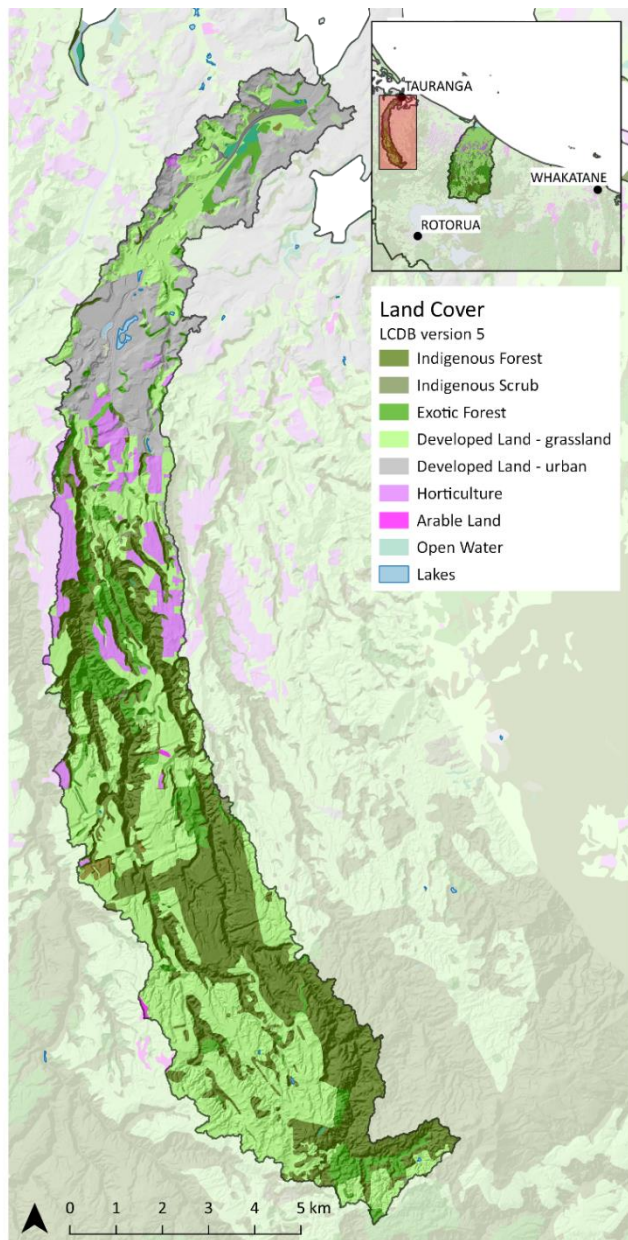 TAURANGA
WHAKATANE
ROTORUA
Land Cover
LCDB version 5
Indigenous Forest
Indigenous Scrub
Exotic Forest
Developed Land - grassland
Developed Land - urban
Horticulture
Arable Land
Open Water
Lakes
0 1 2 3 4 5 km